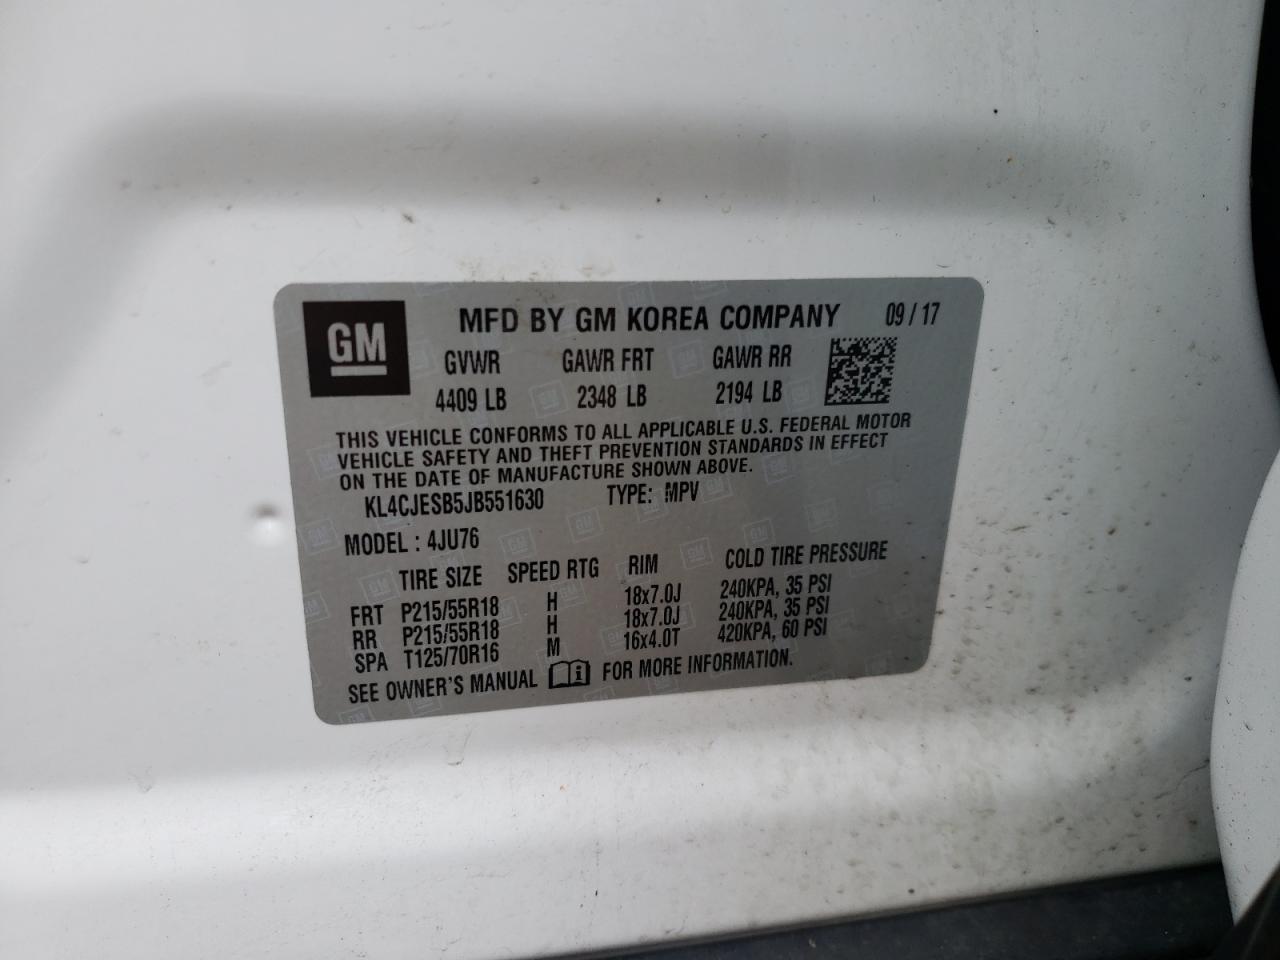 GM
MFD BY GM KOREA COMPANY 09 / 17
GVWR GAWR FRT GAWR RR
4409 LB 2348 LB 2194 LB
THIS VEHICLE CONFORMS TO ALL APPLICABLE U.S. FEDERAL MOTOR
VEHICLE SAFETY AND THEFT PREVENTION STANDARDS IN EFFECT
ON THE DATE OF MANUFACTURE SHOWN ABOVE.
KL4CJESB5JB551630 TYPE: MPV
MODEL : 4JU76
TIRE SIZE SPEED RTG RIM COLD TIRE PRESSURE
FRT P215/55R18 H 18x7.0J 240KPA, 35 PSI
RR P215/55R18 H 18x7.0J 240KPA, 35 PSI
SPA T125/70R16 M 16x4.0T 420KPA, 60 PSI
SEE OWNER'S MANUAL FOR MORE INFORMATION.